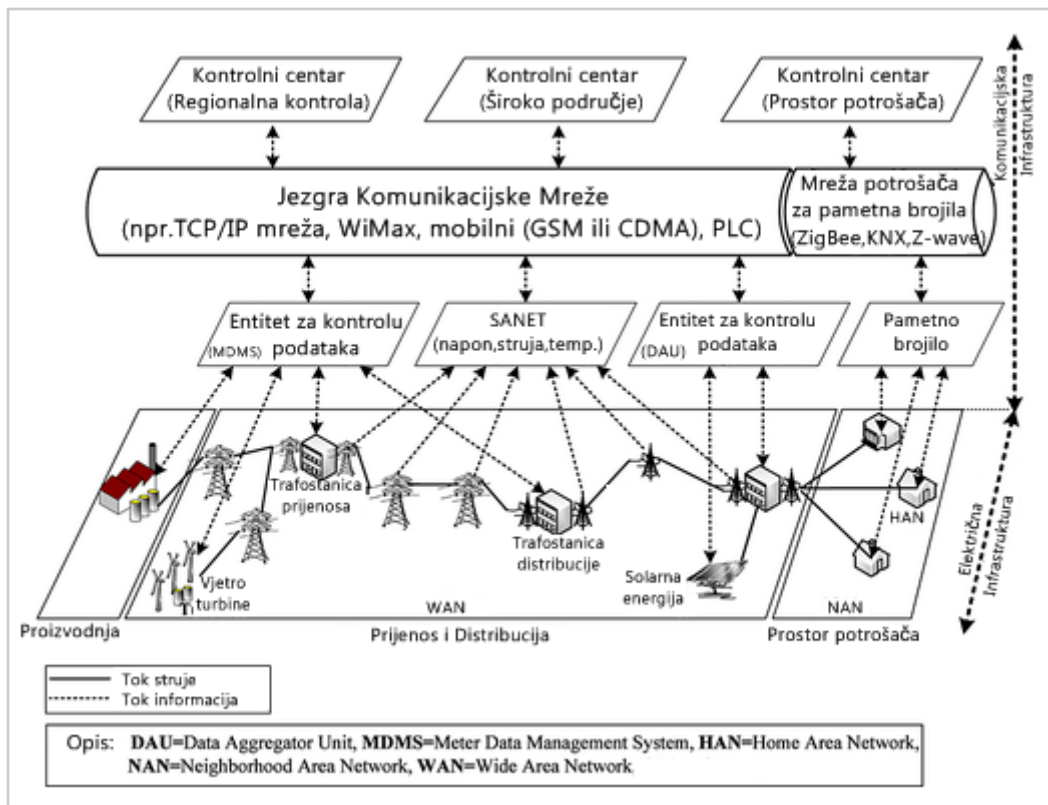 Kontrolni centar
(Regionalna kontrola)
Kontrolni centar
(Široko područje)
Kontrolni centar
(Prostor potrošača)
Komunikacijska
Infrastruktura
Jezgra Komunikacijske Mreže
(npr.TCP/IP mreža, WiMax, mobilni (GSM ili CDMA), PLC)
Mreža potrošača
za pametna brojila
(ZigBee,KNX,Z-wave)
Entitet za kontrolu
(MDMS) podataka
SANET
(napon,struja,temp.)
Entitet za kontrolu
(DAU) podataka
Pametno
brojilo
Trafostanica
prijenosa
Trafostanica
distribucije
Vjetro
turbine
Solarna
energija
HAN
Električna
Infrastruktura
WAN
NAN
Proizvodnja
Prijenos i Distribucija
Prostor potrošača
Tok struje
Tok informacija
Opis: DAU=Data Aggregator Unit, MDMS=Meter Data Management System, HAN=Home Area Network,
NAN=Neighborhood Area Network, WAN=Wide Area Network